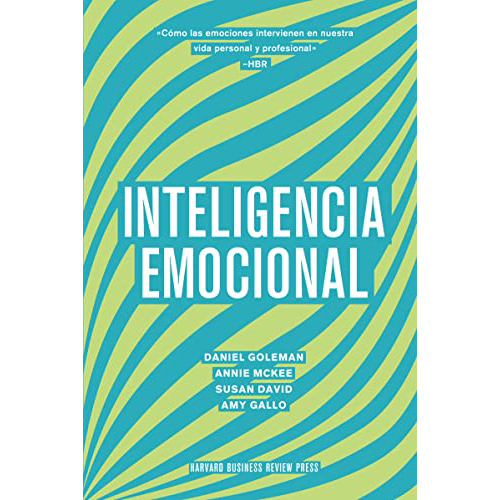 «Cómo las emociones intervienen en nuestra
vida personal y profesional»
–HBR
INTELIGENCIA
EMOCIONAL
DANIEL GOLEMAN
ANNIE MCKEE
SUSAN DAVID
AMY GALLO
HARVARD BUSINESS REVIEW PRESS